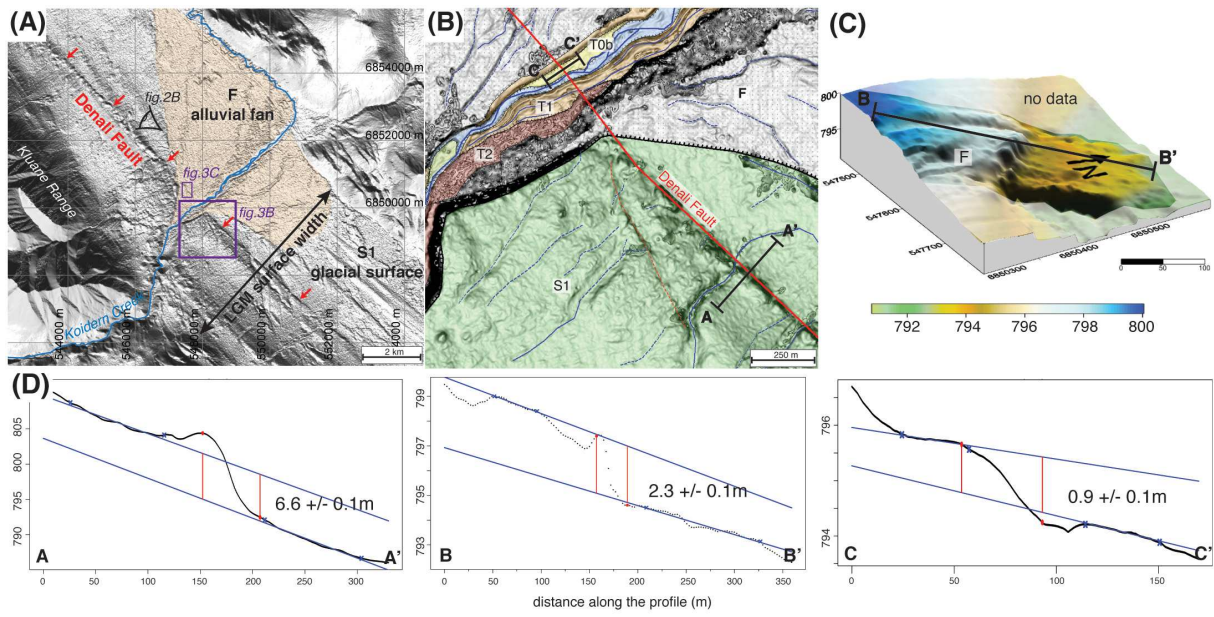 (A)
fig.2B
Denali Fault
F
alluvial fan
6854000 m
6852000 m
Kluane Range
fig.3C
fig.3B
6850000 m
LGM surface width
S1
glacial surface
Koidern Creek
544000 m
546000 m
548000 m
550000 m
552000 m
2 km
(B)
C'
T0b
C
T1
F
T2
Denali Fault
A'
S1
A
250 m
(C)
no data
800
795
B
F
N
B'
547500
547600
547700
6850300
6850400
6850500
0 50 100
792 794 796 798 800
(D)
805
800
795
790
6.6 +/- 0.1m
A
A'
0 50 100 150 200 250 300
799
797
795
793
2.3 +/- 0.1m
B
B'
0 50 100 150 200 250 300 350
distance along the profile (m)
796
794
0.9 +/- 0.1m
C
C'
0 50 100 150